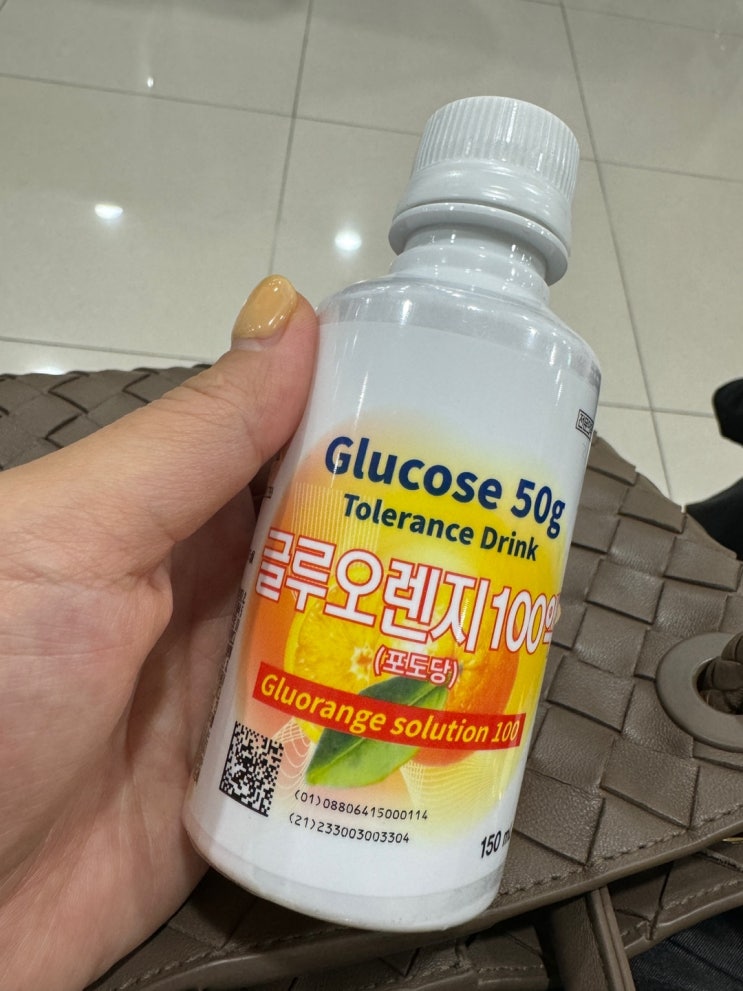 Glucose 50g
Tolerance Drink
글루오렌지100
(포도당)
Gluorange solution 100
(01)08806415000114
(21)233003003304
150